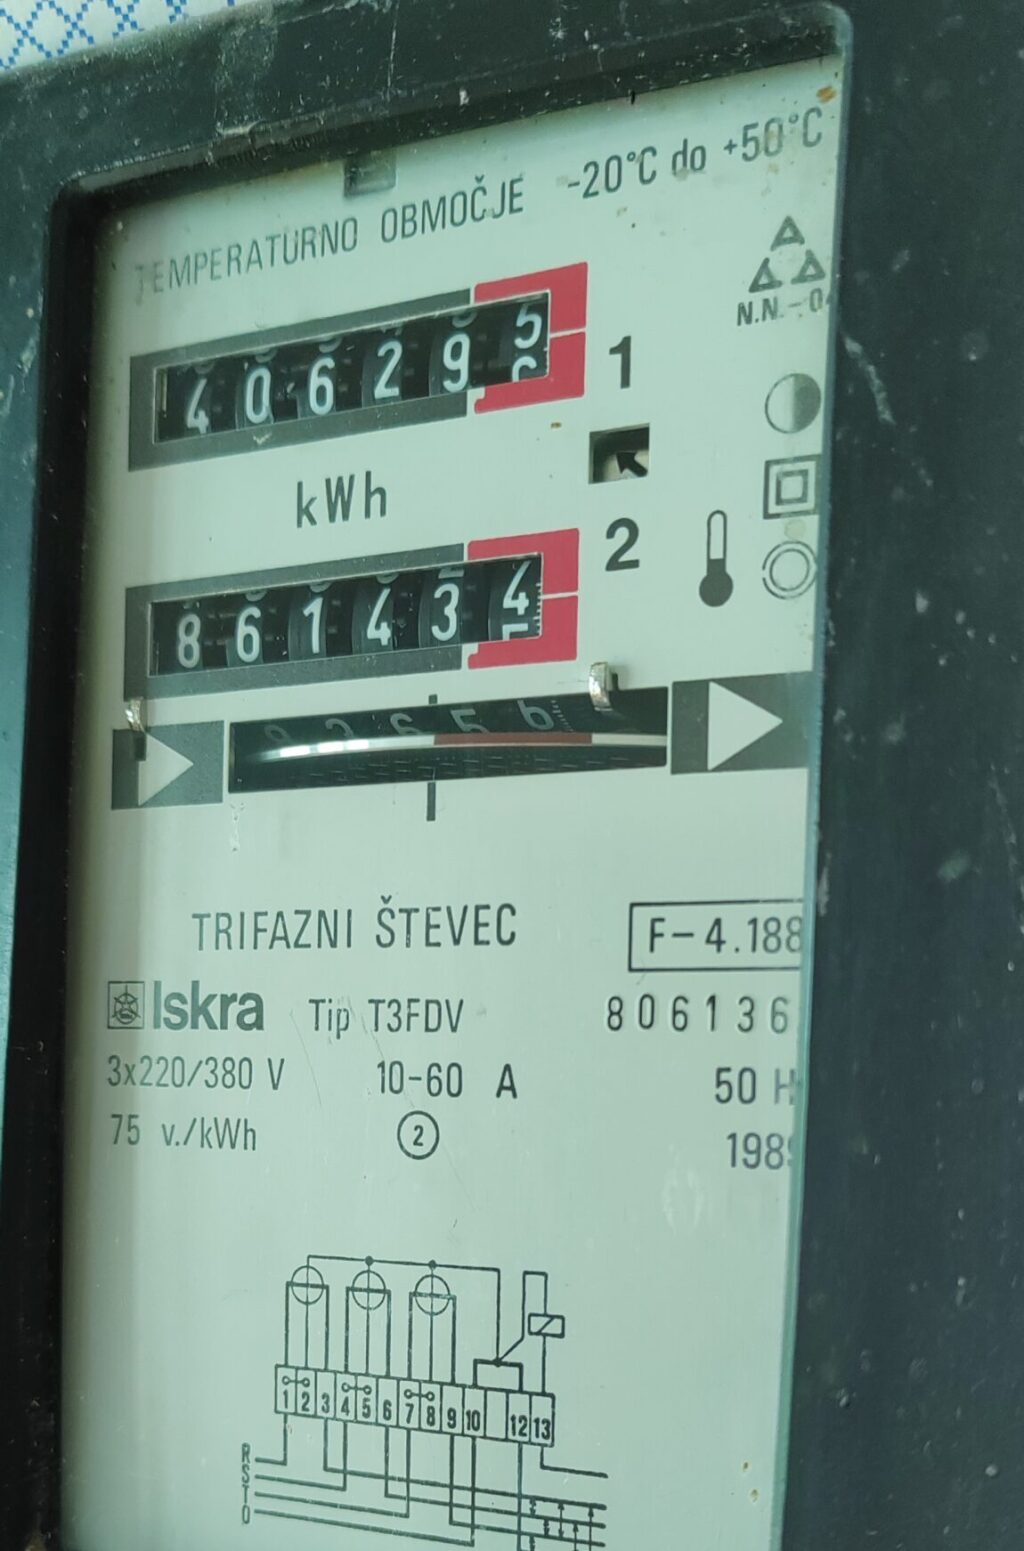 TEMPERATURNO OBMOČJE -20°C do +50°C
N.N.-0
406295
1
kWh
2
861434
TRIFAZNI ŠTEVEC
F-4.188
Iskra Tip T3FDV 806136
3x220/380 V 10-60 A 50 H
75 v./kWh 2 198
1 2 3 4 5 6 7 8 9 10 12 13
R
S
T
0